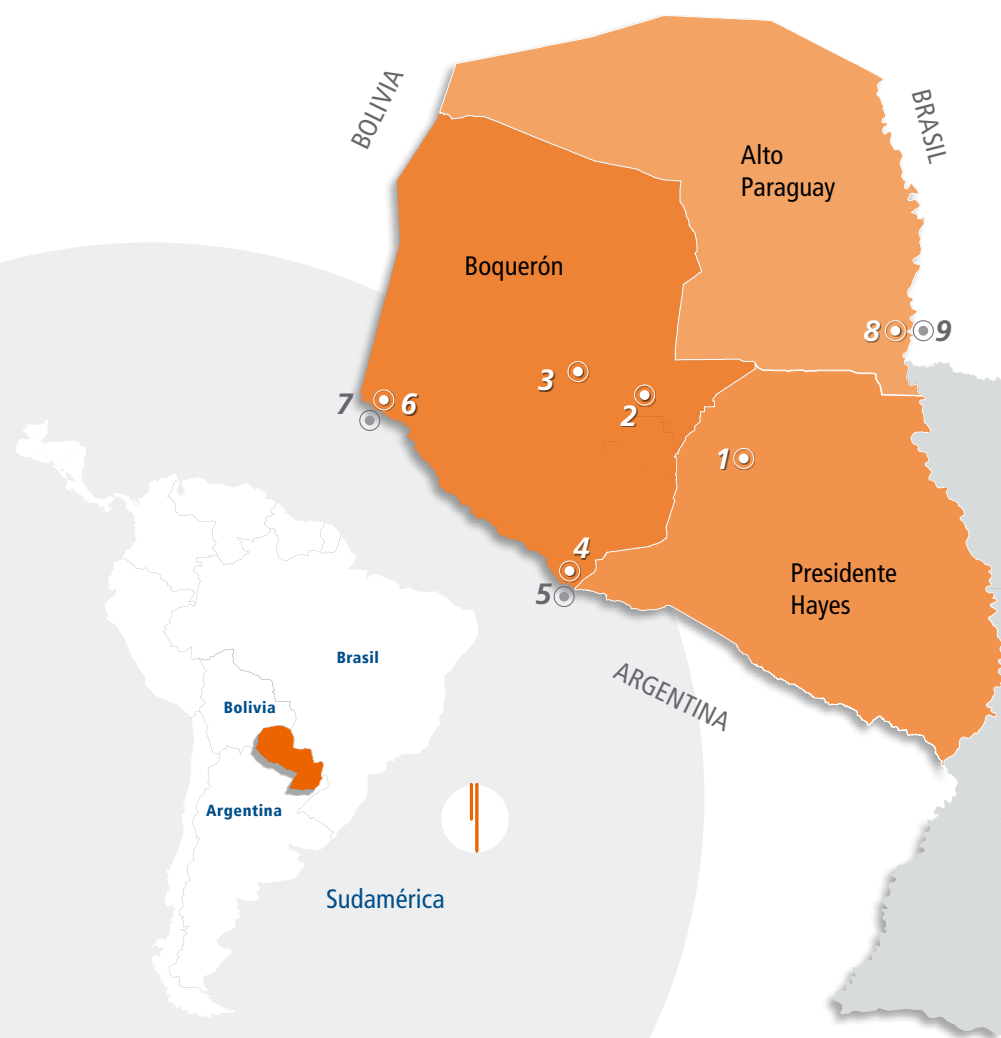 BOLIVIA
BRASIL
Alto
Paraguay
Boquerón
8
9
3
7
6
2
1
4
5
Presidente
Hayes
ARGENTINA
Brasil
Bolivia
Argentina
Sudamérica